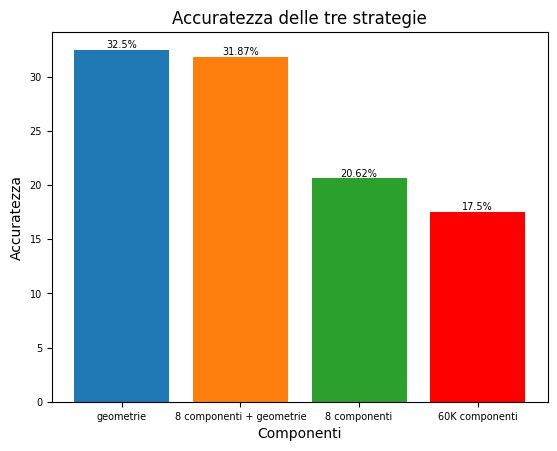 Accuratezza delle tre strategie
32.5%
31.87%
20.62%
17.5%
Accuratezza
30
25
20
15
10
5
0
geometrie
8 componenti + geometrie
8 componenti
60K componenti
Componenti